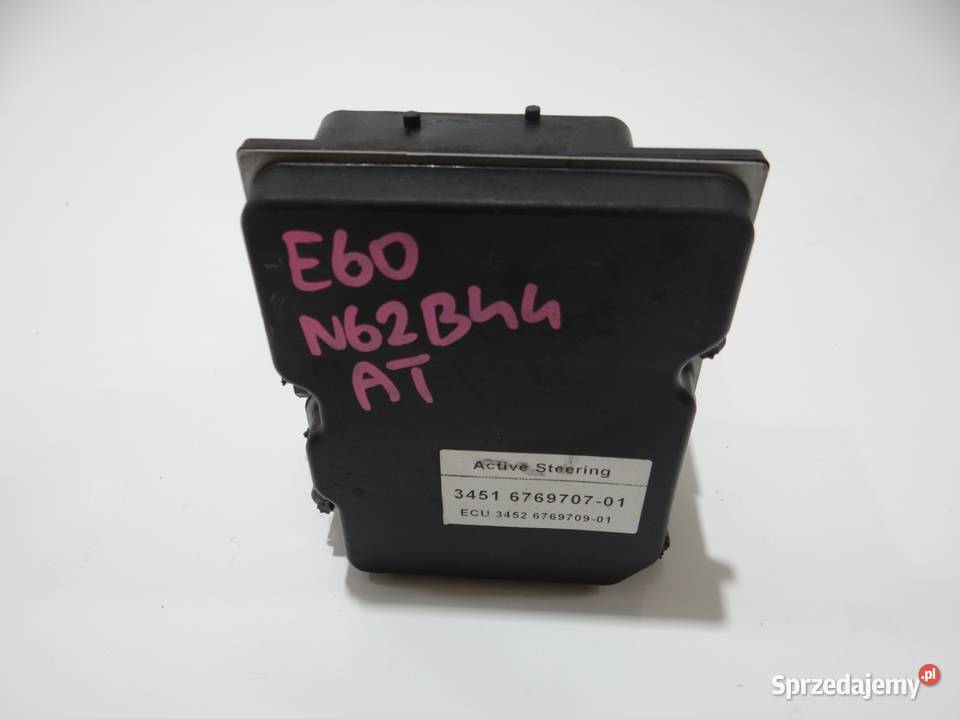 E60
N62B44
AT
Active Steering
3451 6769707-01
ECU 3452 6769709-01
Sprzedajemy.pl